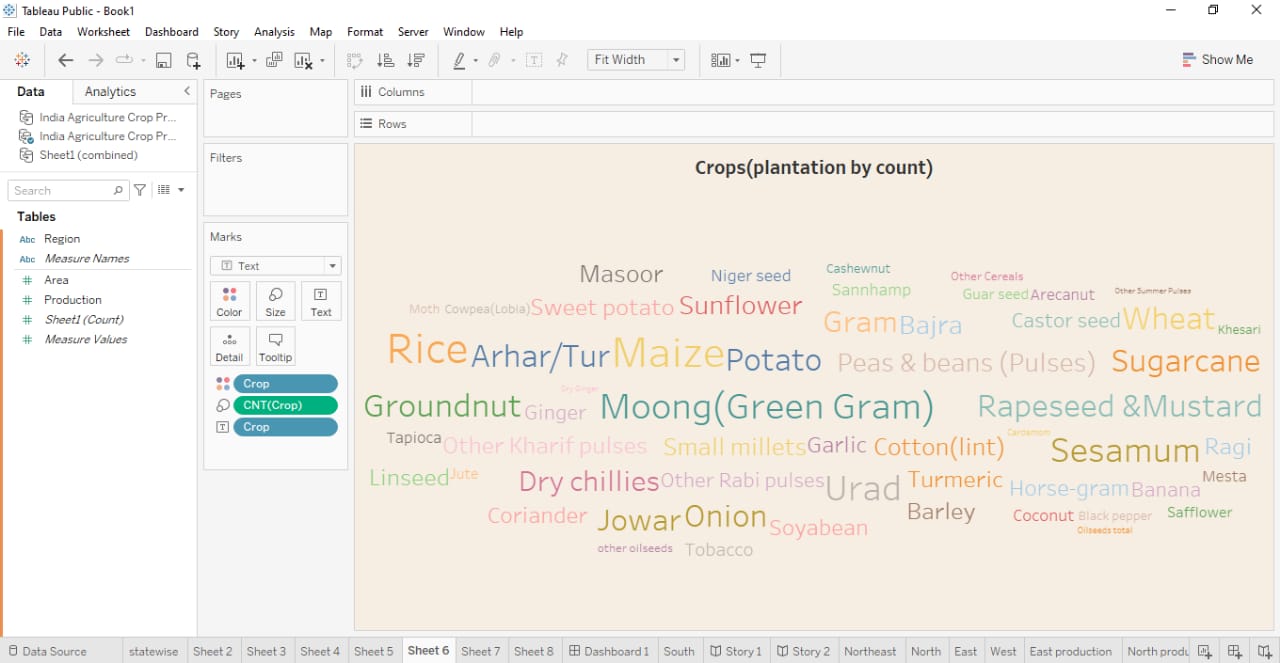 Tableau Public - Book1
File Data Worksheet Dashboard Story Analysis Map Format Server Window Help
Fit Width
Show Me
Data Analytics
India Agriculture Crop Pr...
India Agriculture Crop Pr...
Sheet1 (combined)
Search
Tables
Abc Region
Abc Measure Names
# Area
# Production
# Sheet1 (Count)
# Measure Values
Pages
Filters
Marks
T Text
Color Size Text
Detail Tooltip
Crop
CNT(Crop)
Crop
Columns
Rows
Crops(plantation by count)
Masoor Niger seed Cashewnut Other Cereals
Sannhamp Guar seed Arecanut Other Summer Pulses
Moth Cowpea(Lobia) Sweet potato Sunflower
Gram Bajra Castor seed Wheat Khesari
Rice Arhar/Tur Maize Potato Peas & beans (Pulses) Sugarcane
Dry Ginger
Groundnut Ginger Moong(Green Gram) Rapeseed &Mustard
Tapioca Other Kharif pulses Small millets Garlic Cotton(lint) Cardamom Sesamum Ragi
Linseed Jute Dry chillies Other Rabi pulses Urad Turmeric Horse-gram Banana Mesta
Coriander Jowar Onion Soyabean Barley Coconut Black pepper Safflower
Oilseeds total
other oilseeds Tobacco
Data Source statewise Sheet 2 Sheet 3 Sheet 4 Sheet 5 Sheet 6 Sheet 7 Sheet 8 Dashboard 1 South Story 1 Story 2 Northeast North East West East production North produ